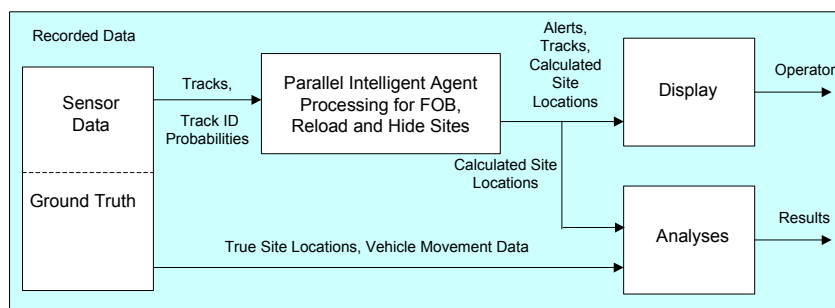 Recorded Data
Sensor
Data
Ground Truth
Tracks,
Track ID
Probabilities
Parallel Intelligent Agent
Processing for FOB,
Reload and Hide Sites
Alerts,
Tracks,
Calculated
Site
Locations
Display
Operator
Calculated Site
Locations
True Site Locations, Vehicle Movement Data
Analyses
Results